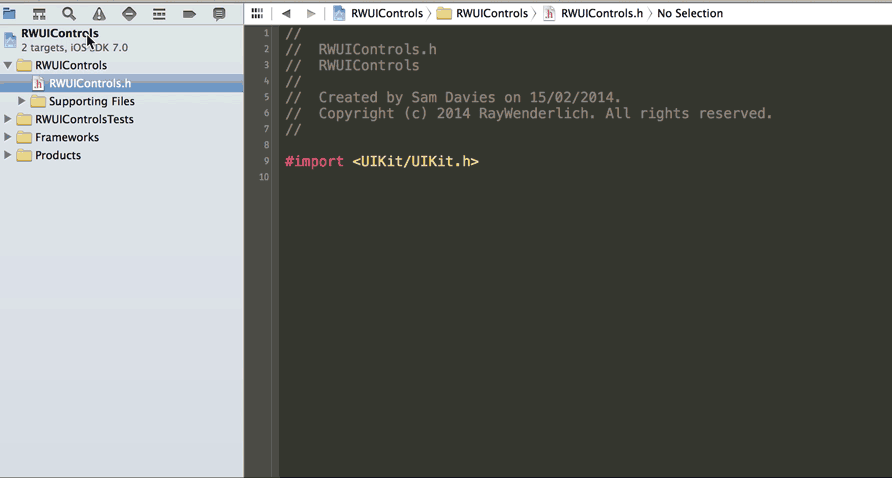 RWUIControls
2 targets, iOS SDK 7.0
RWUIControls
RWUIControls.h
Supporting Files
RWUIControlsTests
Frameworks
Products
RWUIControls
RWUIControls
RWUIControls.h
No Selection
1 //
2 // RWUIControls.h
3 // RWUIControls
4 //
5 // Created by Sam Davies on 15/02/2014.
6 // Copyright (c) 2014 RayWenderlich. All rights reserved.
7 //
8
9 #import <UIKit/UIKit.h>
10